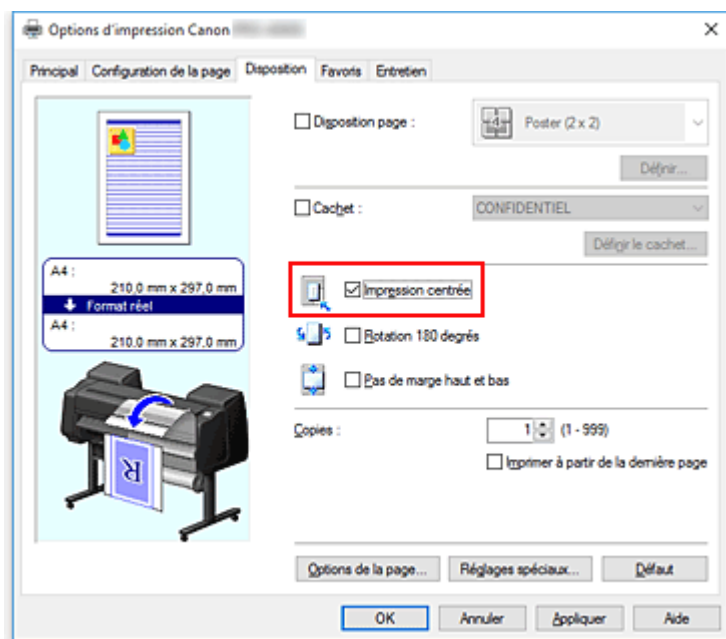 Options d'impression Canon
Principal Configuration de la page Disposition Favoris Entretien
Disposition page : Poster (2 x 2)
Définir...
Cachet : CONFIDENTIEL
Définir le cachet...
A4 :
210,0 mm x 297,0 mm
Format réel
A4 :
210,0 mm x 297,0 mm
Impression centrée
Rotation 180 degrés
Pas de marge haut et bas
Copies : 1 (1 - 999)
Imprimer à partir de la dernière page
R
Options de la page... Réglages spéciaux... Défaut
OK Annuler Appliquer Aide